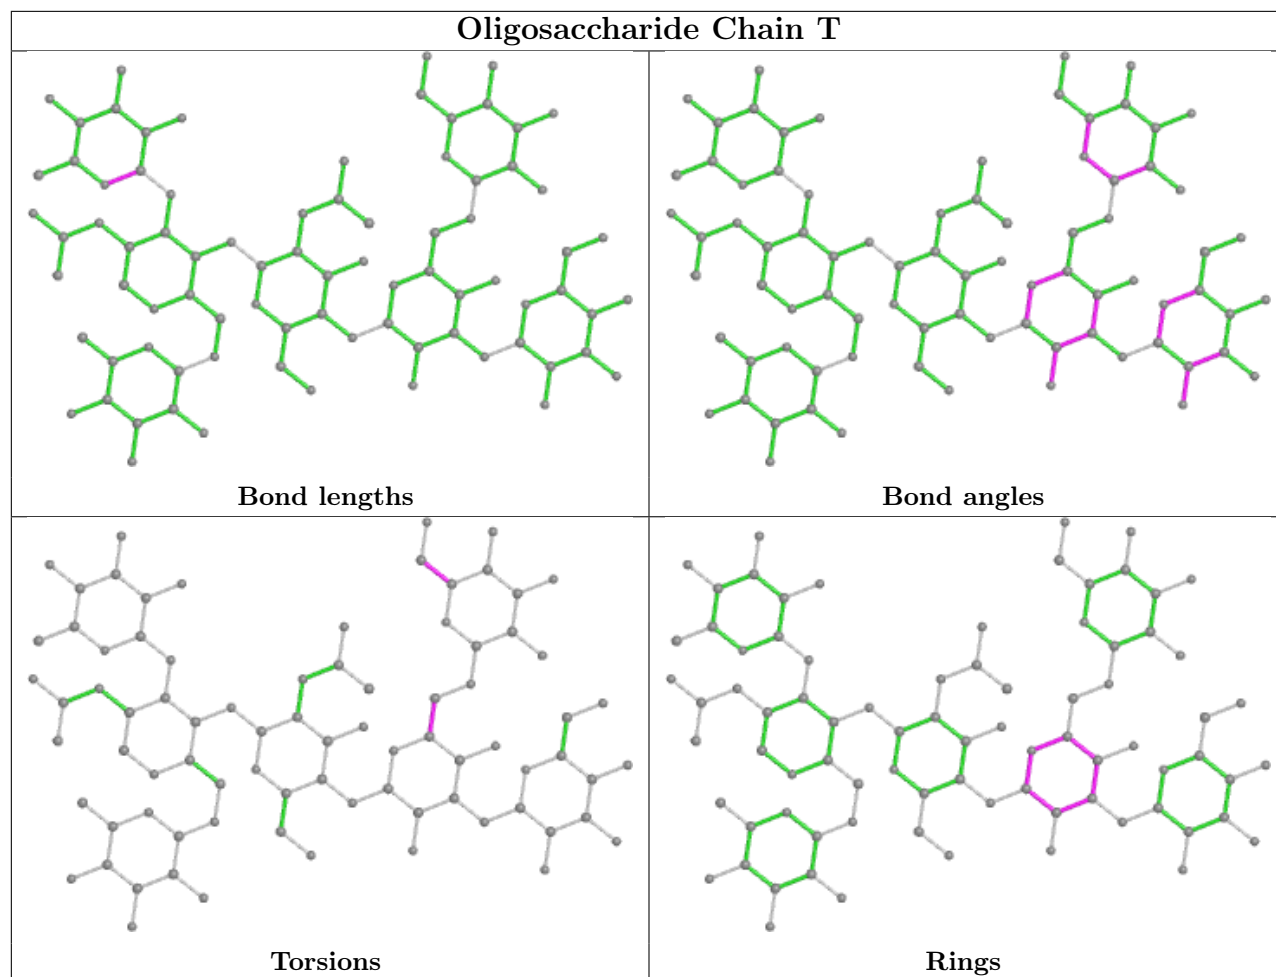 Oligosaccharide Chain T
Bond lengths
Bond angles
Torsions
Rings